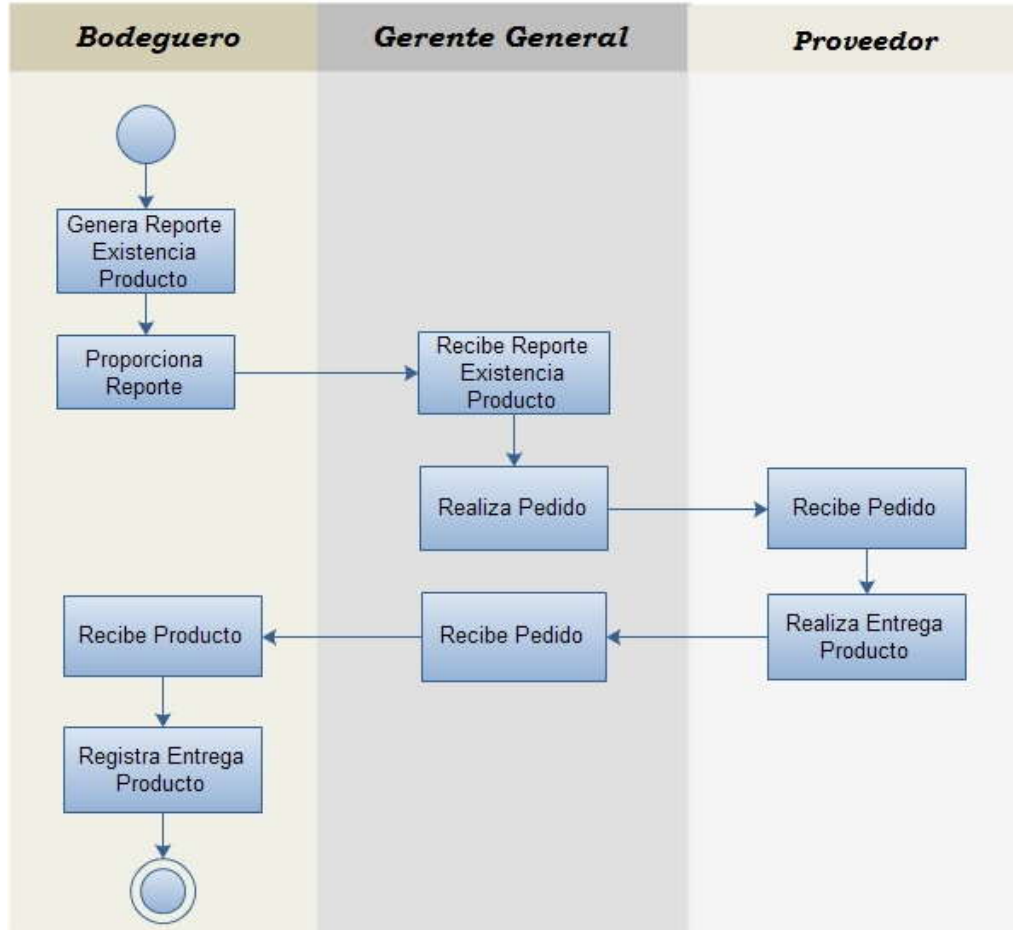 Bodeguero
Gerente General
Proveedor
Genera Reporte
Existencia
Producto
Proporciona
Reporte
Recibe Reporte
Existencia
Producto
Realiza Pedido
Recibe Pedido
Realiza Entrega
Producto
Recibe Pedido
Recibe Producto
Registra Entrega
Producto